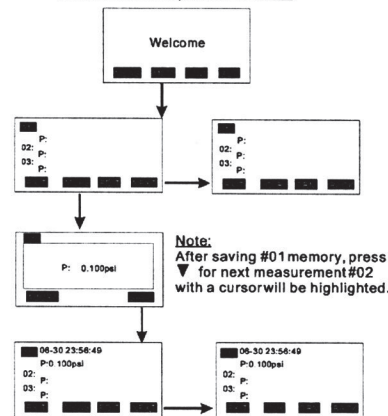 Welcome
P:
02:
P:
03:
P:
P:
02:
P:
03:
P:
P: 0.100psi
Note:
After saving #01 memory, press
▼ for next measurement #02
with a cursor will be highlighted.
06-30 23:56:49
P:0.100psi
02:
P:
03:
P:
06-30 23:56:49
P:0.100psi
02:
P:
03:
P: